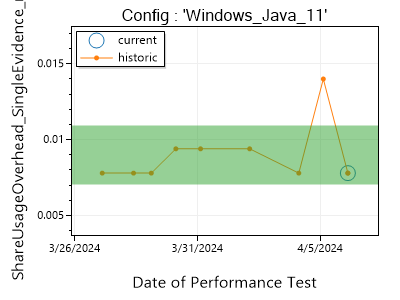 Config : 'Windows_Java_11'
current
historic
0.015
0.01
0.005
3/26/2024
3/31/2024
4/5/2024
Date of Performance Test
ShareUsageOverhead_SingleEvidence_